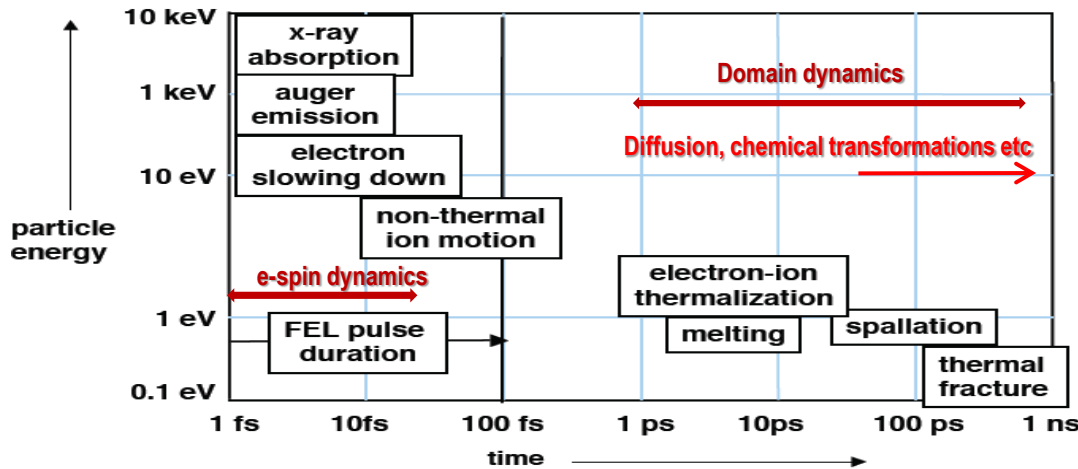 10 keV
x-ray
absorption
1 keV
auger
emission
Domain dynamics
electron
slowing down
Diffusion, chemical transformations etc
10 eV
non-thermal
ion motion
particle
energy
e-spin dynamics
electron-ion
thermalization
1 eV
FEL pulse
duration
melting
spallation
thermal
fracture
0.1 eV
1 fs
10fs
100 fs
1 ps
10 ps
100 ps
1 ns
time